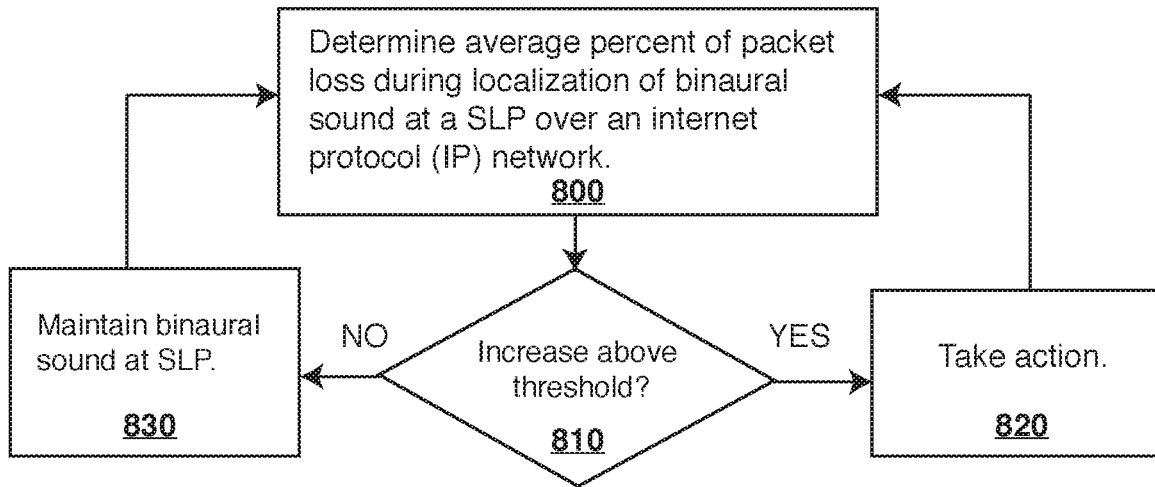 Determine average percent of packet
loss during localization of binaural
sound at a SLP over an internet
protocol (IP) network.
800
Maintain binaural
sound at SLP.
830
NO
Increase above
threshold?
810
YES
Take action.
820